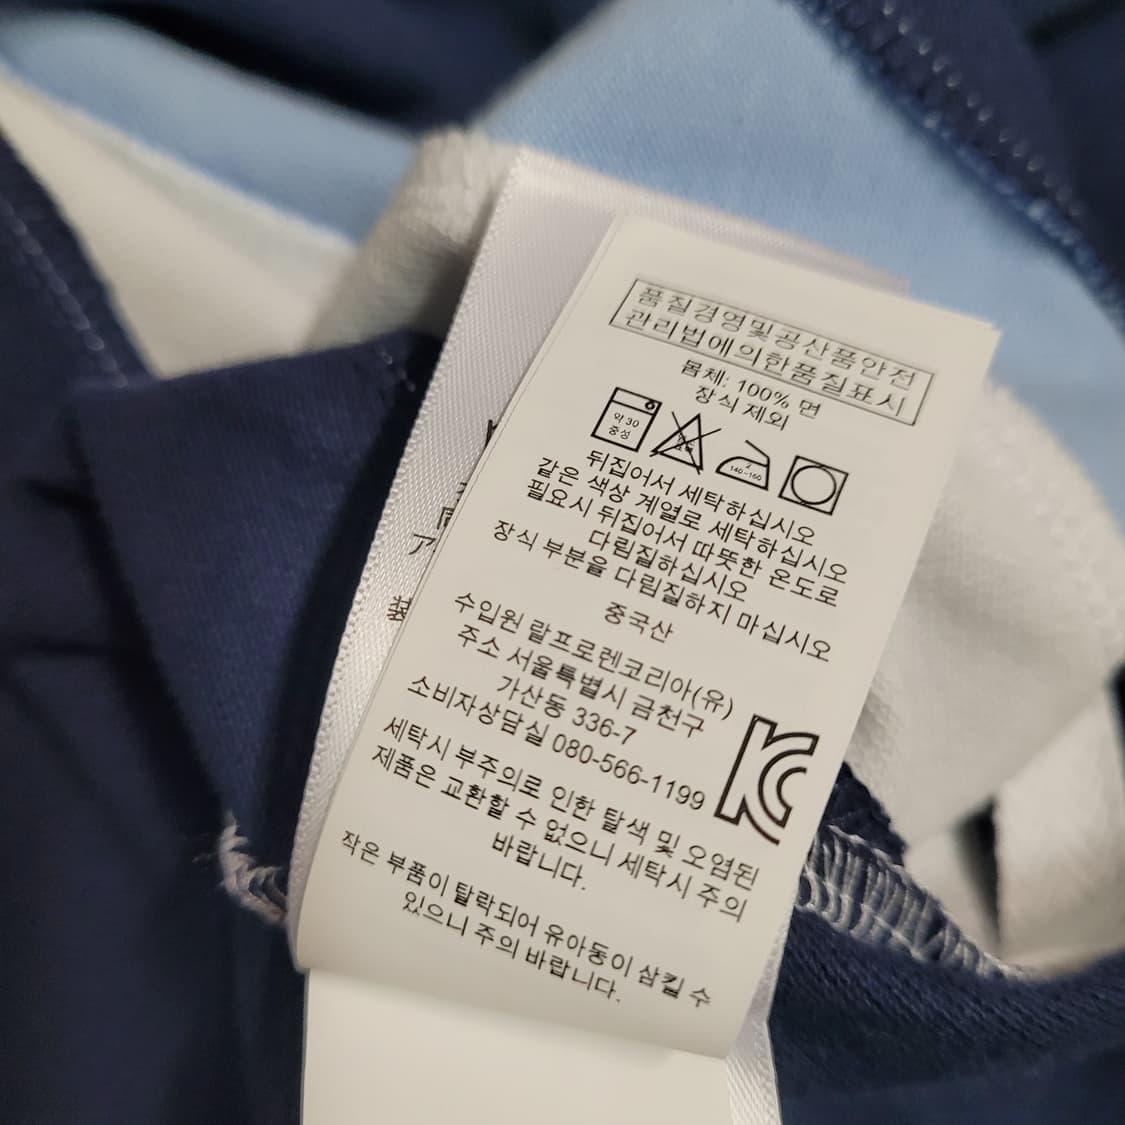 품질경영및공산품안전
관리법에의한품질표시
몸체: 100% 면
장식 제외
약 30
중성
2
140~160
뒤집어서 세탁하십시오
같은 색상 계열로 세탁하십시오
필요시 뒤집어서 따뜻한 온도로
다림질하십시오
장식 부분을 다림질하지 마십시오
중국산
수입원 랄프로렌코리아(유)
주소 서울특별시 금천구
가산동 336-7
소비자상담실 080-566-1199
세탁시 부주의로 인한 탈색 및 오염된
제품은 교환할 수 없으니 세탁시 주의
바랍니다.
작은 부품이 탈락되어 유아동이 삼킬 수
있으니 주의 바랍니다.